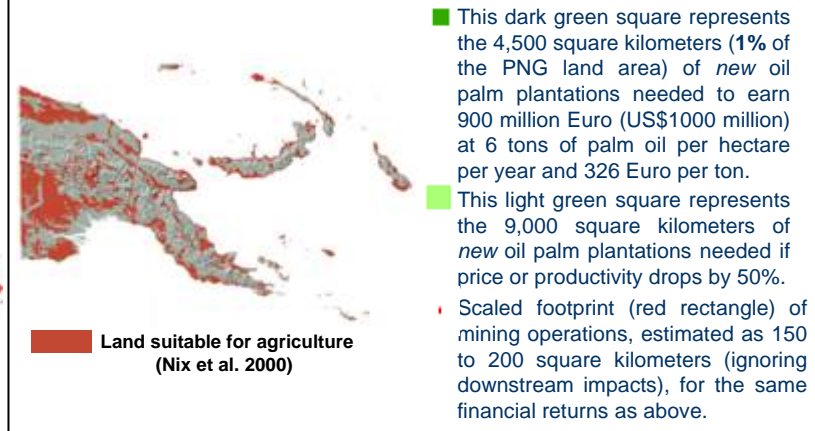 This dark green square represents
the 4,500 square kilometers (1% of
the PNG land area) of new oil
palm plantations needed to earn
900 million Euro (US$1000 million)
at 6 tons of palm oil per hectare
per year and 326 Euro per ton.
This light green square represents
the 9,000 square kilometers of
new oil palm plantations needed if
price or productivity drops by 50%.
Scaled footprint (red rectangle) of
mining operations, estimated as 150
to 200 square kilometers (ignoring
downstream impacts), for the same
financial returns as above.
Land suitable for agriculture
(Nix et al. 2000)